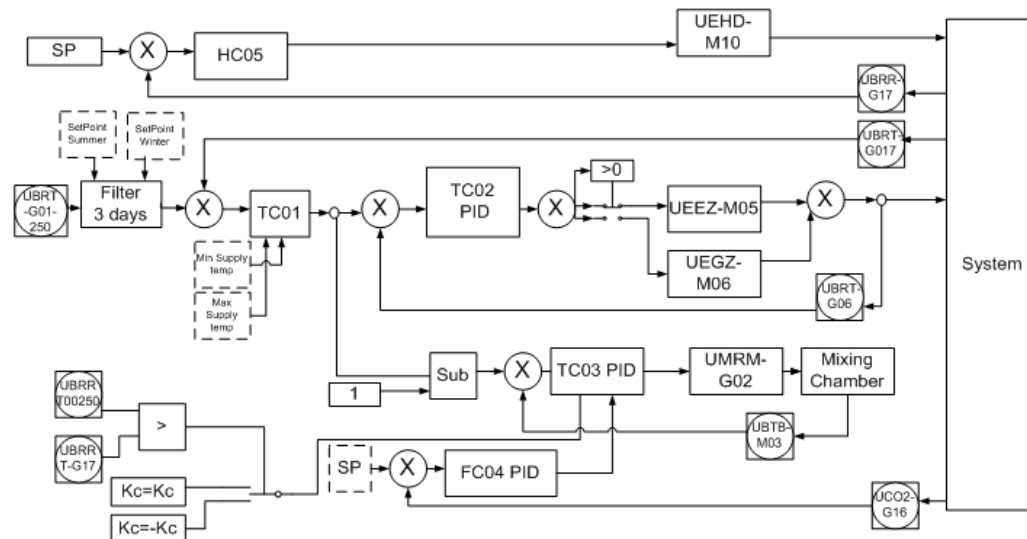 SP
X
HC05
UEHD-
M10
UBRR-
G17
SetPoint
Summer
SetPoint
Winter
UBRT-
G017
UBRT
-G01-
250
Filter
3 days
X
TC01
X
TC02
PID
X
>0
UEEZ-M05
X
UEGZ-
M06
System
Min Supply
temp
Max
Supply
temp
UBRT-
G06
Sub
1
X
TC03 PID
UMRM-
G02
Mixing
Chamber
UBRR
T00250
>
UBRR
T-G17
UBTB-
M03
SP
X
FC04 PID
Kc=Kc
Kc=-Kc
UCO2-
G16